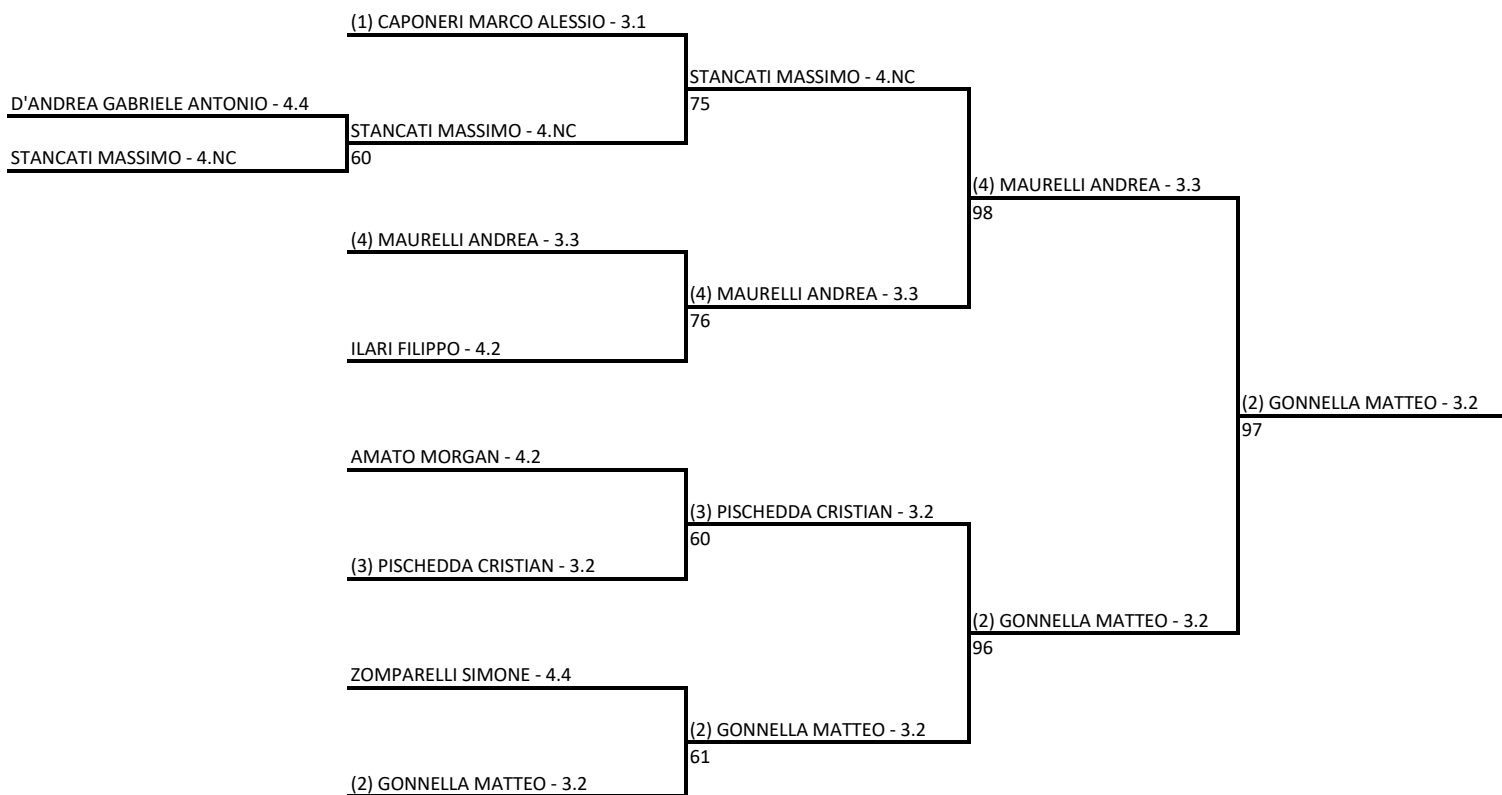 (1) CAPONERI MARCO ALESSIO - 3.1
STANCATI MASSIMO - 4.NC
D'ANDREA GABRIELE ANTONIO - 4.4
75
STANCATI MASSIMO - 4.NC
STANCATI MASSIMO - 4.NC
60
(4) MAURELLI ANDREA - 3.3
98
(4) MAURELLI ANDREA - 3.3
(4) MAURELLI ANDREA - 3.3
76
ILARI FILIPPO - 4.2
(2) GONNELLA MATTEO - 3.2
97
AMATO MORGAN - 4.2
(3) PISCHEDDA CRISTIAN - 3.2
60
(3) PISCHEDDA CRISTIAN - 3.2
(2) GONNELLA MATTEO - 3.2
96
ZOMPARELLI SIMONE - 4.4
(2) GONNELLA MATTEO - 3.2
61
(2) GONNELLA MATTEO - 3.2